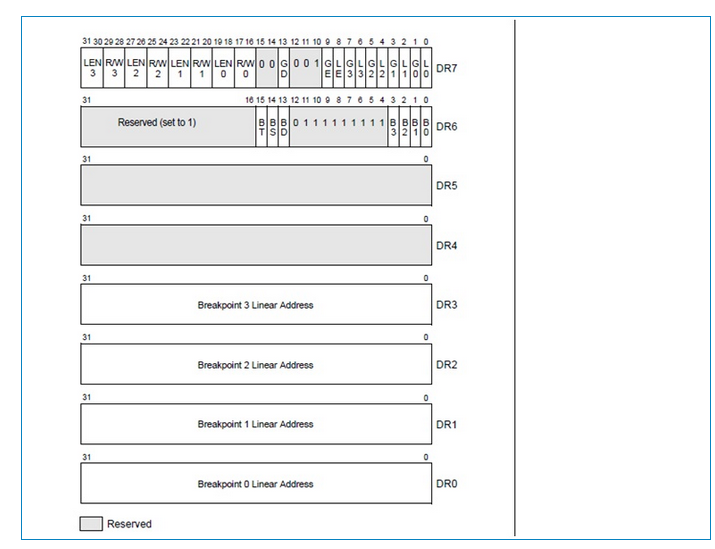 31 30 29 28 27 26 25 24 23 22 21 20 19 18 17 16 15 14 13 12 11 10 9 8 7 6 5 4 3 2 1 0
LEN 3 R/W 3 LEN 2 R/W 2 LEN 1 R/W 1 LEN 0 R/W 0 0 0 G D 0 0 1 G E L E G 3 L 3 G 2 L 2 G 1 L 1 G 0 L 0 DR7
31 16 15 14 13 12 11 10 9 8 7 6 5 4 3 2 1 0
Reserved (set to 1) B T B S B D 0 1 1 1 1 1 1 1 1 B 3 B 2 B 1 B 0 DR6
31 0
DR5
31 0
DR4
31 0
Breakpoint 3 Linear Address DR3
31 0
Breakpoint 2 Linear Address DR2
31 0
Breakpoint 1 Linear Address DR1
31 0
Breakpoint 0 Linear Address DR0
Reserved